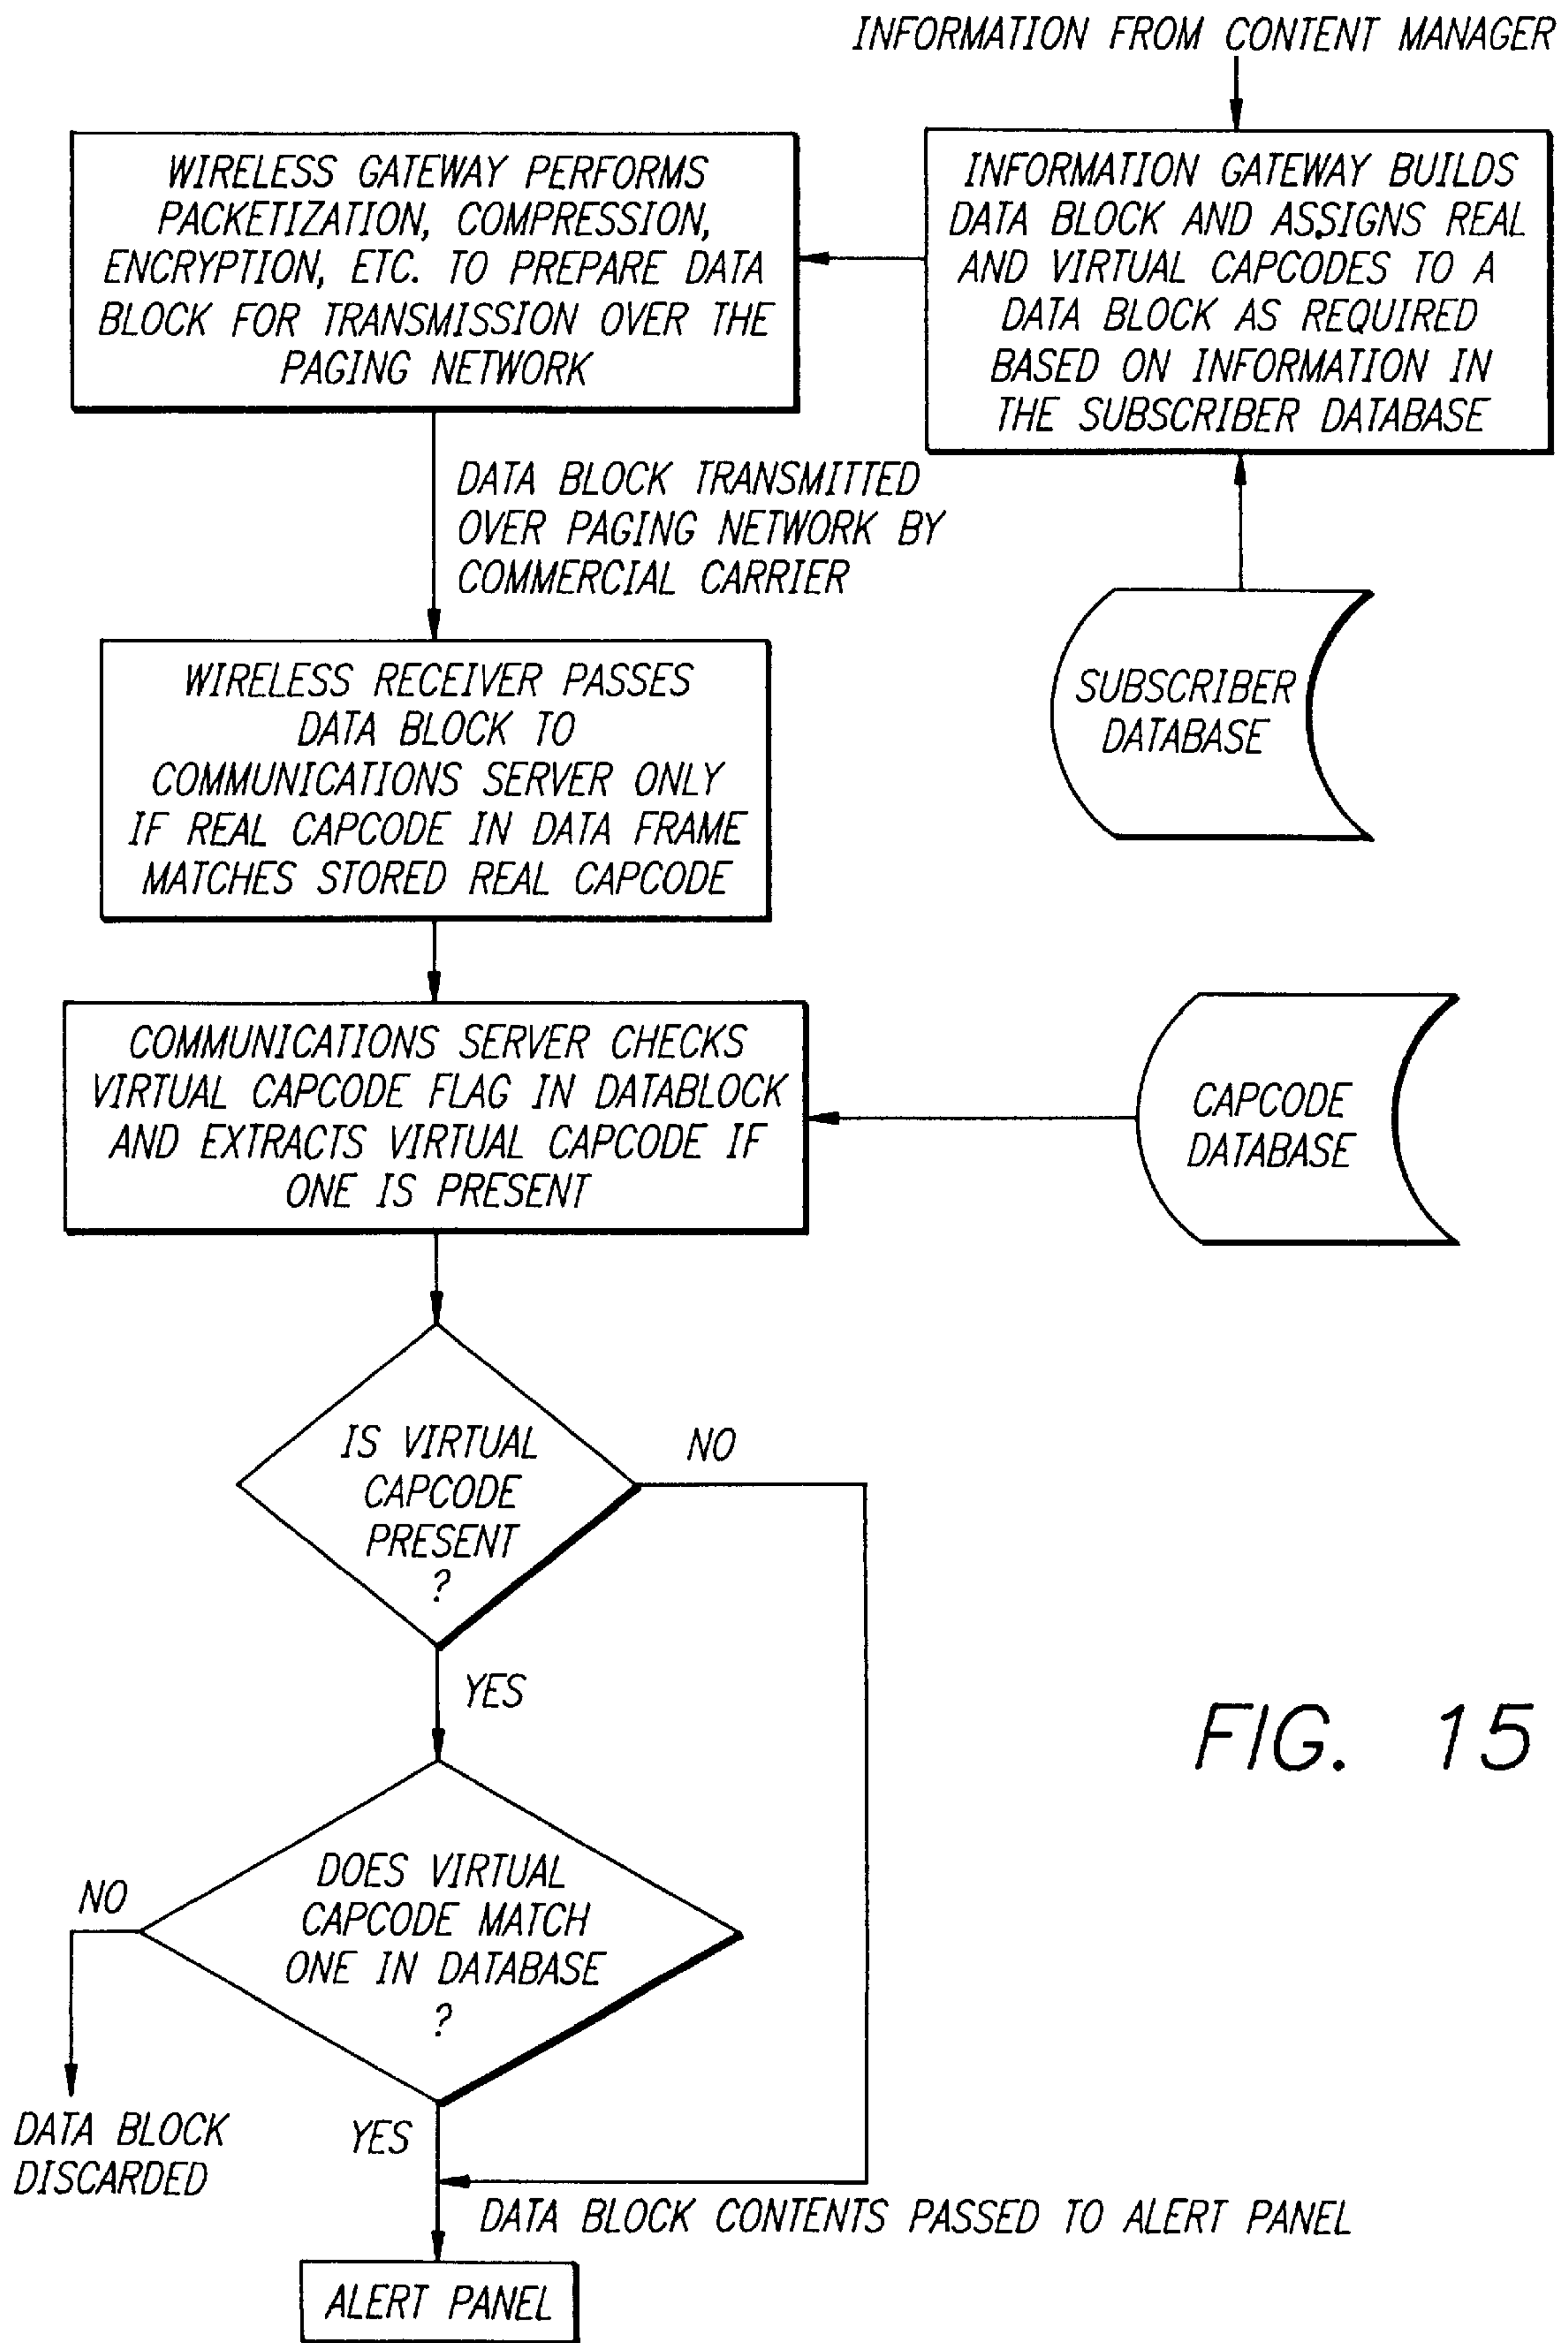 INFORMATION FROM CONTENT MANAGER
WIRELESS GATEWAY PERFORMS
PACKETIZATION, COMPRESSION,
ENCRYPTION, ETC. TO PREPARE DATA
BLOCK FOR TRANSMISSION OVER THE
PAGING NETWORK
INFORMATION GATEWAY BUILDS
DATA BLOCK AND ASSIGNS REAL
AND VIRTUAL CAPCODES TO A
DATA BLOCK AS REQUIRED
BASED ON INFORMATION IN
THE SUBSCRIBER DATABASE
DATA BLOCK TRANSMITTED
OVER PAGING NETWORK BY
COMMERCIAL CARRIER
SUBSCRIBER
DATABASE
WIRELESS RECEIVER PASSES
DATA BLOCK TO
COMMUNICATIONS SERVER ONLY
IF REAL CAPCODE IN DATA FRAME
MATCHES STORED REAL CAPCODE
COMMUNICATIONS SERVER CHECKS
VIRTUAL CAPCODE FLAG IN DATABLOCK
AND EXTRACTS VIRTUAL CAPCODE IF
ONE IS PRESENT
CAPCODE
DATABASE
IS VIRTUAL
CAPCODE
PRESENT
?
NO
YES
FIG. 15
DOES VIRTUAL
CAPCODE MATCH
ONE IN DATABASE
?
NO
DATA BLOCK
DISCARDED
YES
DATA BLOCK CONTENTS PASSED TO ALERT PANEL
ALERT PANEL